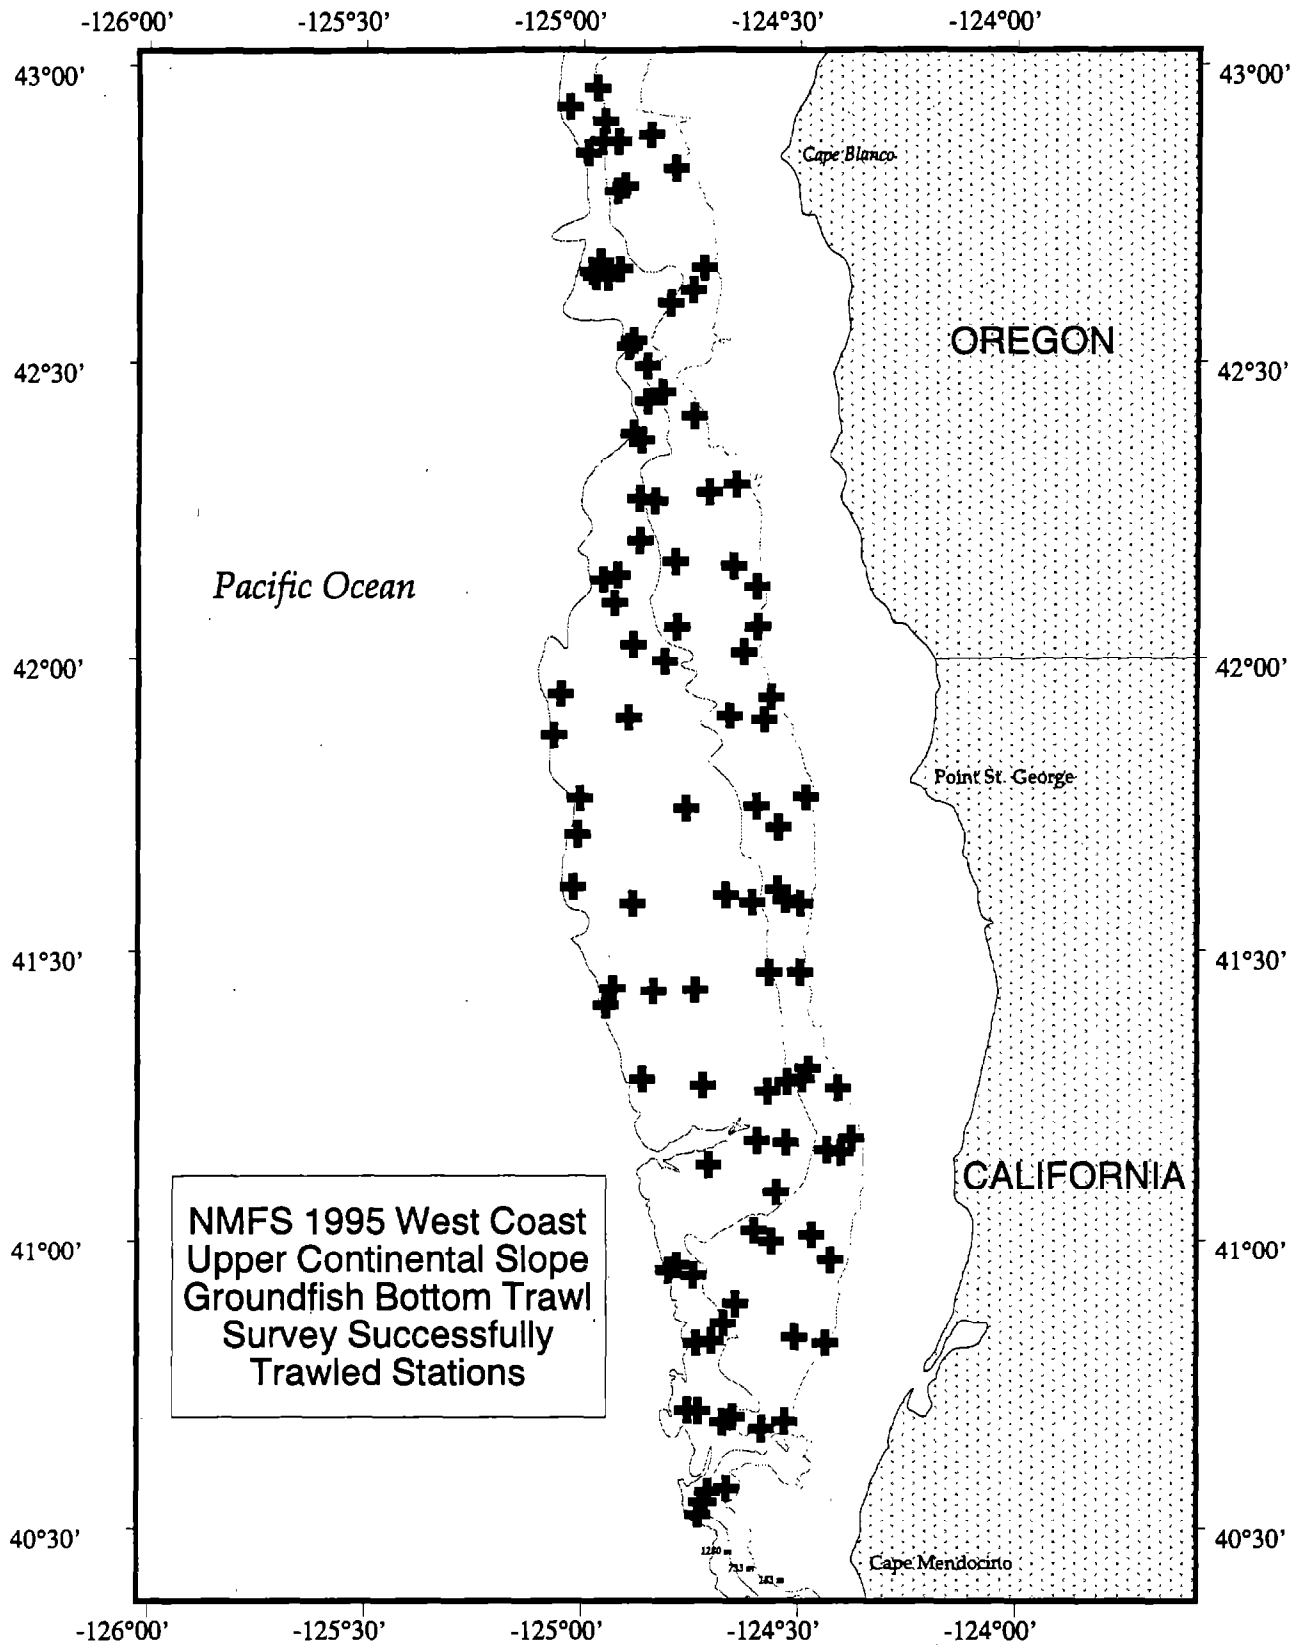 -126°00' -125°30' -125°00' -124°30' -124°00'
43°00' 43°00'
Cape Blanco
OREGON
42°30' 42°30'
Pacific Ocean
42°00' 42°00'
Point St. George
41°30' 41°30'
CALIFORNIA
NMFS 1995 West Coast
Upper Continental Slope
Groundfish Bottom Trawl
Survey Successfully
Trawled Stations
41°00' 41°00'
40°30' 40°30'
1280 m
Cape Mendocino
183 m
-126°00' -125°30' -125°00' -124°30' -124°00'